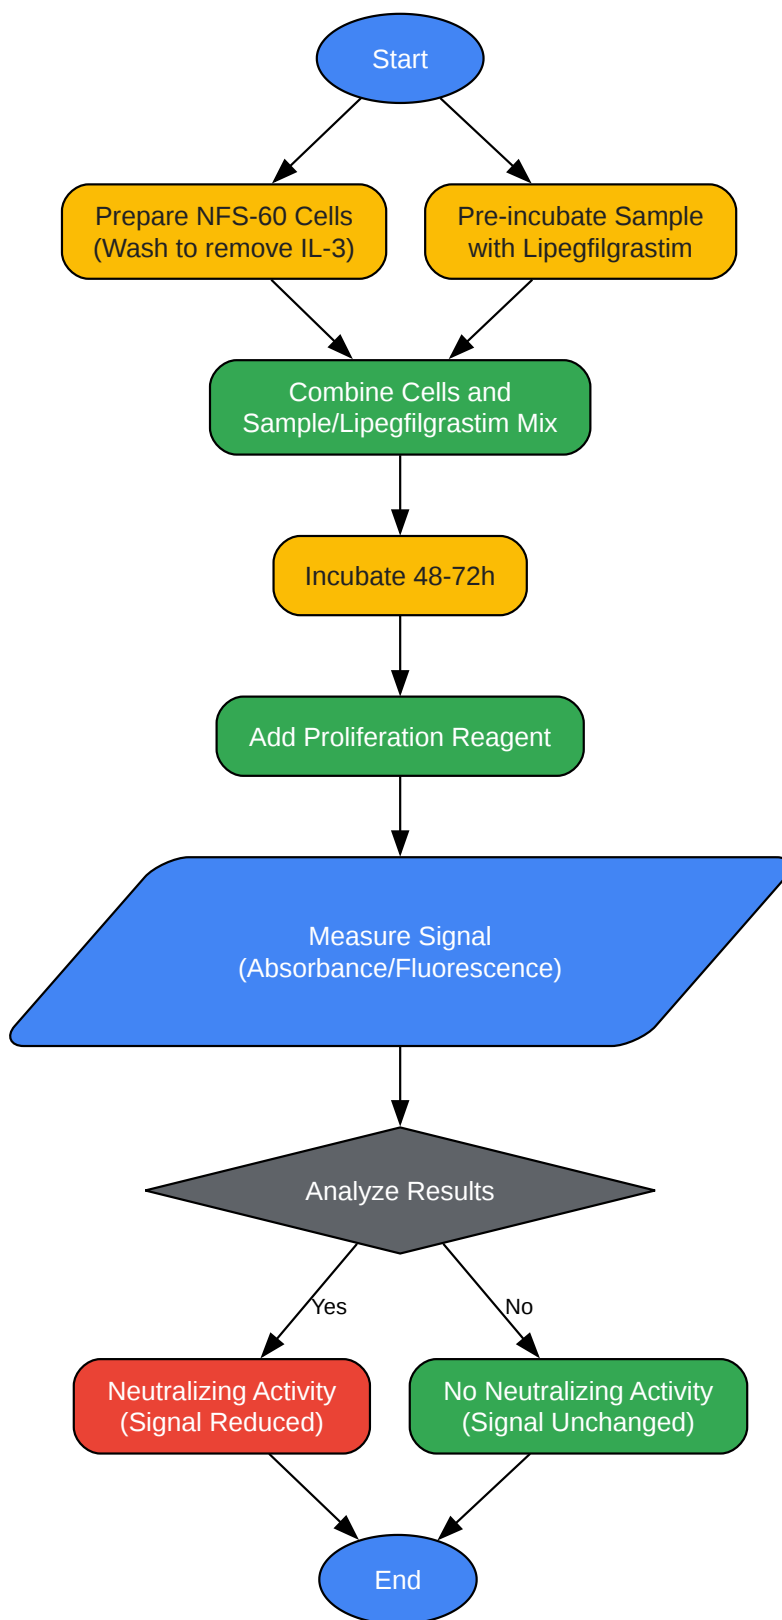 Start
Prepare NFS-60 Cells
(Wash to remove IL-3)
Pre-incubate Sample
with Lipegfilgrastim
Combine Cells and
Sample/Lipegfilgrastim Mix
Incubate 48-72h
Add Proliferation Reagent
Measure Signal
(Absorbance/Fluorescence)
Analyze Results
Yes
No
Neutralizing Activity
(Signal Reduced)
No Neutralizing Activity
(Signal Unchanged)
End